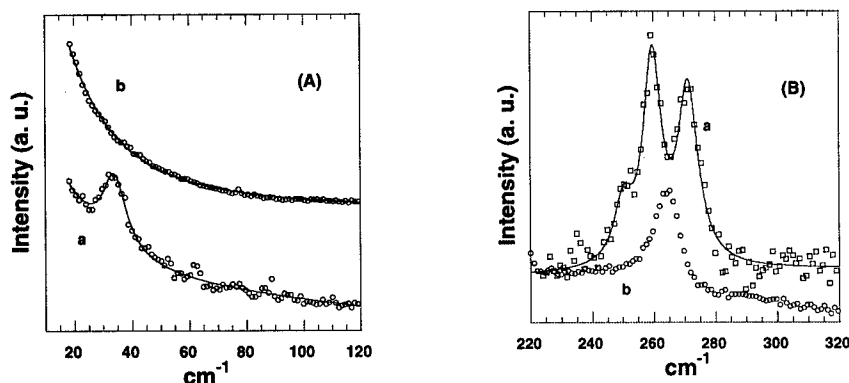 Intensity (a. u.)
(A)
b
a
20 40 60 80 100 120
cm-1
Intensity (a. u.)
(B)
a
b
220 240 260 280 300 320
cm-1